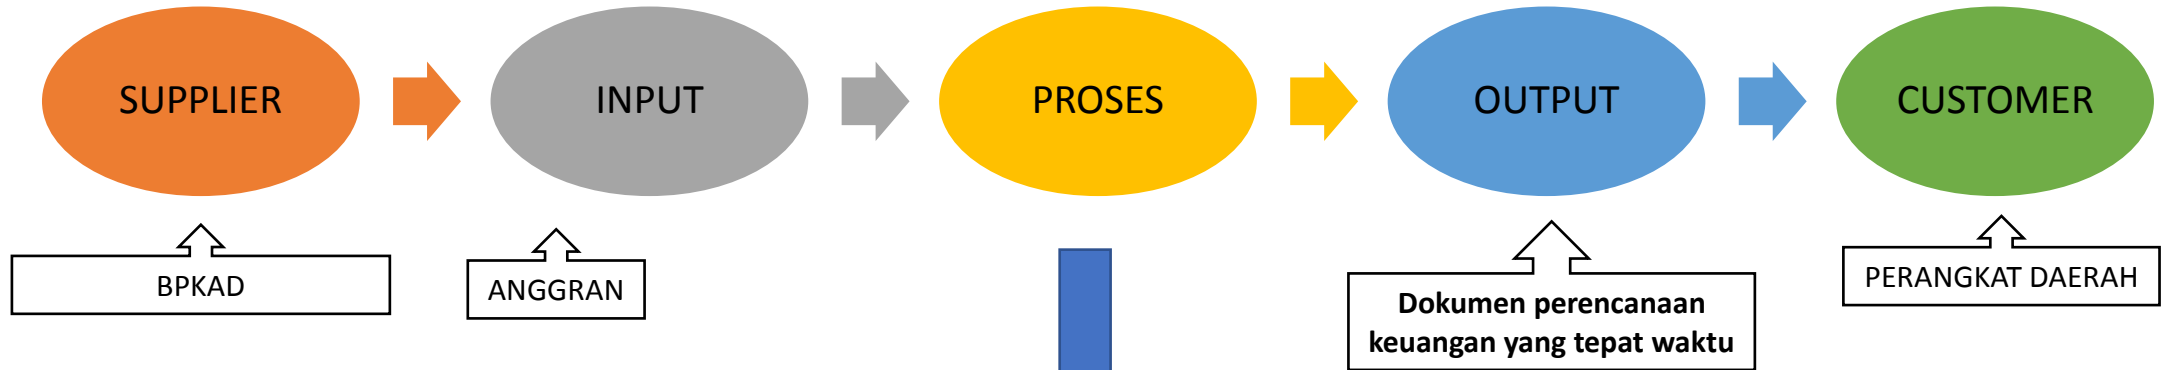 SUPPLIER
INPUT
PROSES
OUTPUT
CUSTOMER
BPKAD
ANGGRAN
Dokumen perencanaan
keuangan yang tepat waktu
PERANGKAT DAERAH